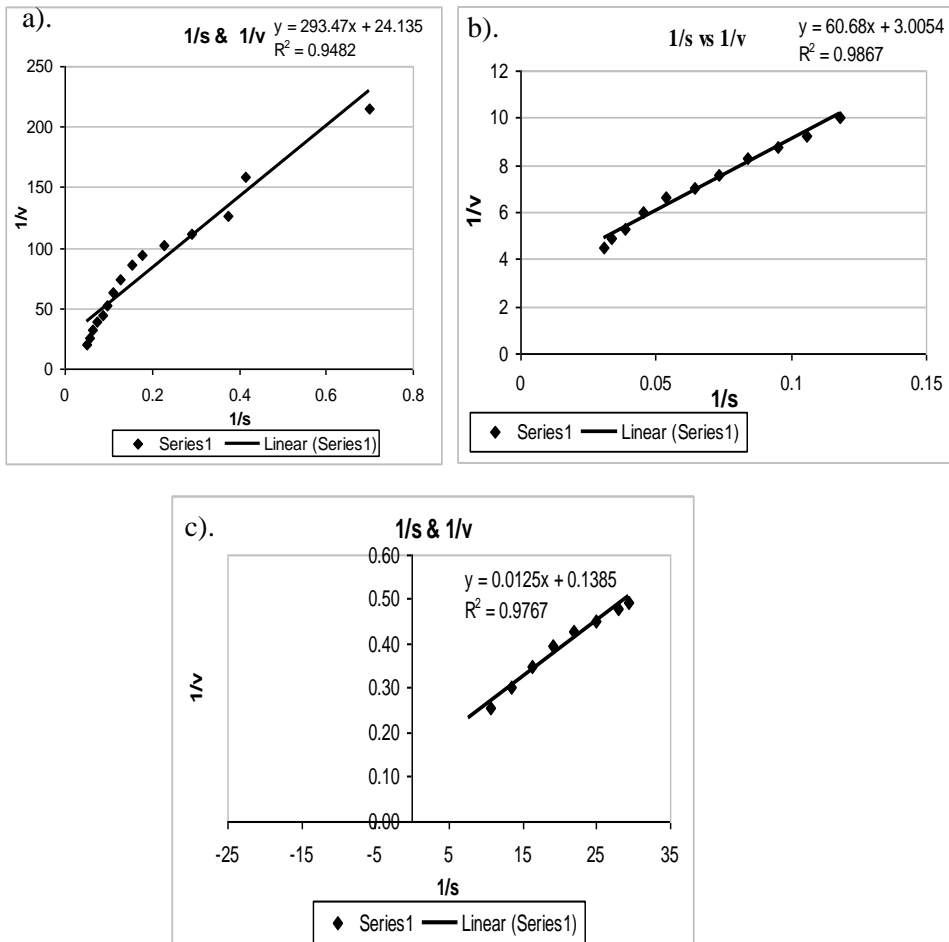 a).
1/s & 1/v
y = 293.47x + 24.135
R² = 0.9482
250
200
150
100
50
0
1/v
0 0.2 0.4 0.6 0.8
1/s
Series1 Linear (Series1)
b).
1/s vs 1/v
y = 60.68x + 3.0054
R² = 0.9867
12
10
8
6
4
2
0
1/v
0 0.05 0.1 0.15
1/s
Series1 Linear (Series1)
c).
1/s & 1/v
y = 0.0125x + 0.1385
R² = 0.9767
0.60
0.50
0.40
0.30
0.20
0.10
0.00
1/v
-25 -15 -5 5 15 25 35
1/s
Series1 Linear (Series1)